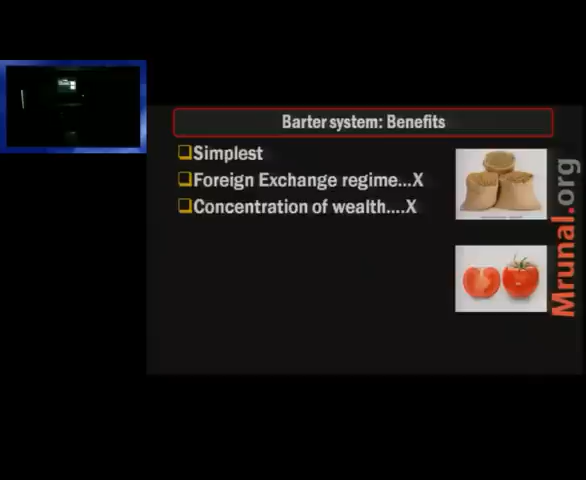 Barter system: Benefits
Simplest
Foreign Exchange regime...X
Concentration of wealth....X
Mrunal.org